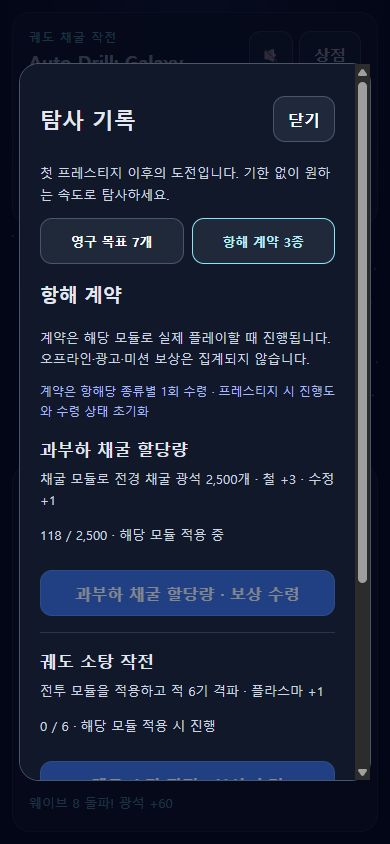 궤도 채굴 작전
Auto Drill: Galaxy
상점
탐사 기록
닫기
첫 프레스티지 이후의 도전입니다. 기한 없이 원하
는 속도로 탐사하세요.
영구 목표 7개
항해 계약 3종
항해 계약
계약은 해당 모듈로 실제 플레이할 때 진행됩니다.
오프라인·광고·미션 보상은 집계되지 않습니다.
계약은 항해당 종류별 1회 수령 · 프레스티지 시 진행도
와 수령 상태 초기화
과부하 채굴 할당량
채굴 모듈로 전경 채굴 광석 2,500개 · 철 +3 · 수정
+1
118 / 2,500 · 해당 모듈 적용 중
과부하 채굴 할당량 · 보상 수령
궤도 소탕 작전
전투 모듈을 적용하고 적 6기 격파 · 플라스마 +1
0 / 6 · 해당 모듈 적용 시 진행
웨이브 8 돌파! 광석 +60